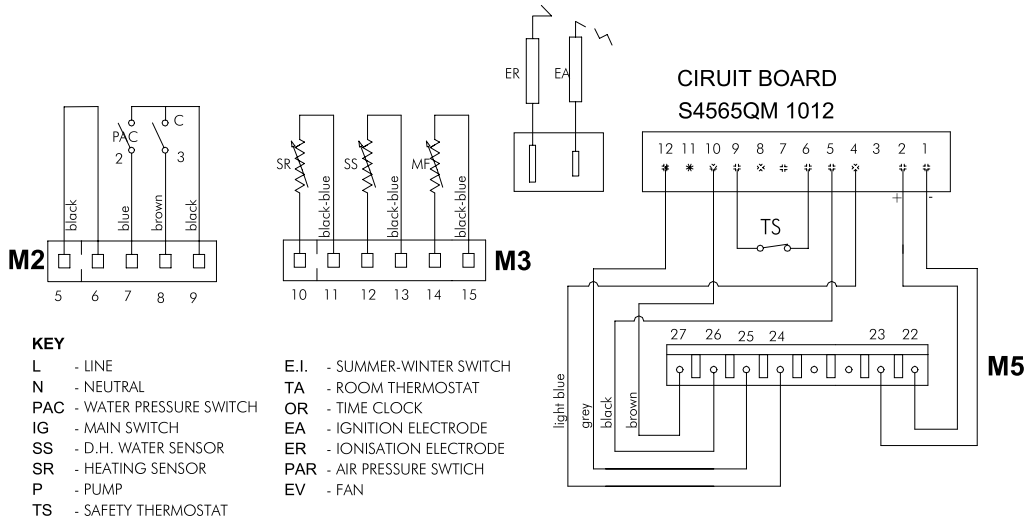 ER
EA
CIRUIT BOARD
S4565QM 1012
12 11 10 9 8 7 6 5 4 3 2 1
+ -
TS
PAC
2
C
3
black
blue
brown
black
M2
5 6 7 8 9
SR
black-blue
SS
black-blue
MF
black-blue
M3
10 11 12 13 14 15
27 26 25 24 23 22
M5
light blue
grey
black
brown
KEY
L - LINE
N - NEUTRAL
PAC - WATER PRESSURE SWITCH
IG - MAIN SWITCH
SS - D.H. WATER SENSOR
SR - HEATING SENSOR
P - PUMP
TS - SAFETY THERMOSTAT
E.I. - SUMMER-WINTER SWITCH
TA - ROOM THERMOSTAT
OR - TIME CLOCK
EA - IGNITION ELECTRODE
ER - IONISATION ELECTRODE
PAR - AIR PRESSURE SWTICH
EV - FAN